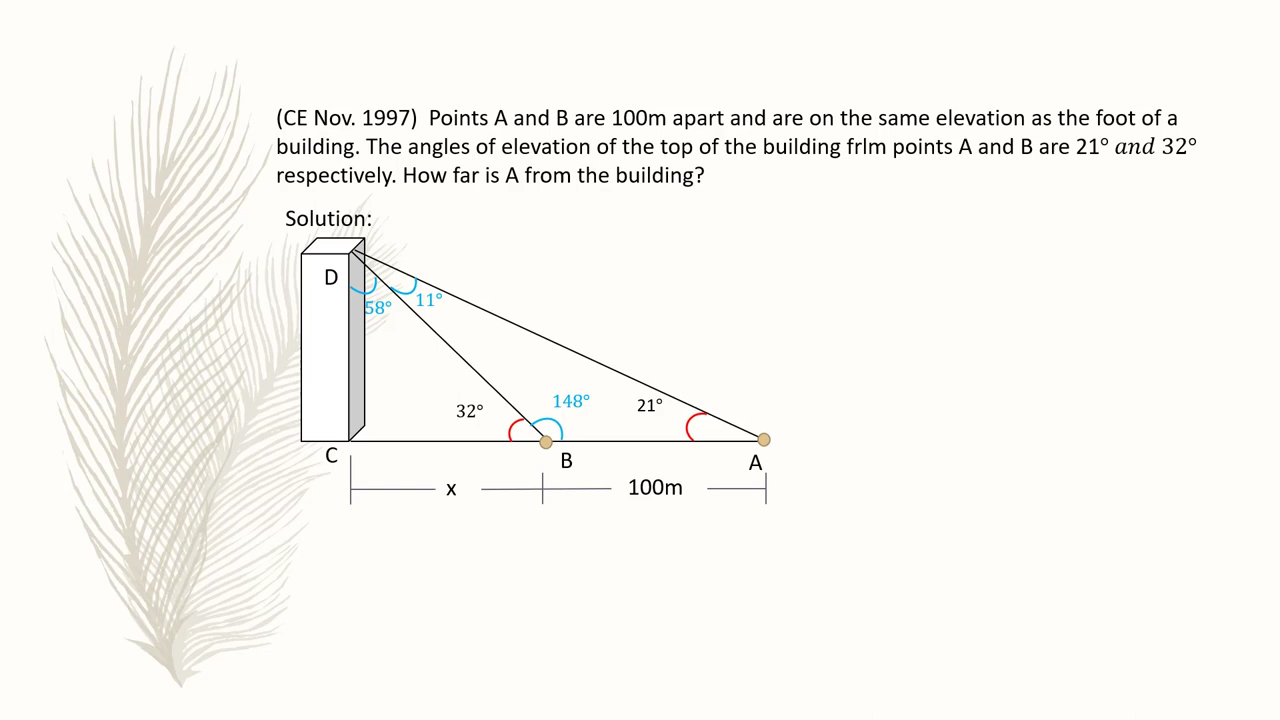 (CE Nov. 1997)  Points A and B are 100m apart and are on the same elevation as the foot of a
building. The angles of elevation of the top of the building frlm points A and B are 21° and 32°
respectively. How far is A from the building?
Solution:
D
58°
11°
32°
148°
21°
C
B
A
x
100m